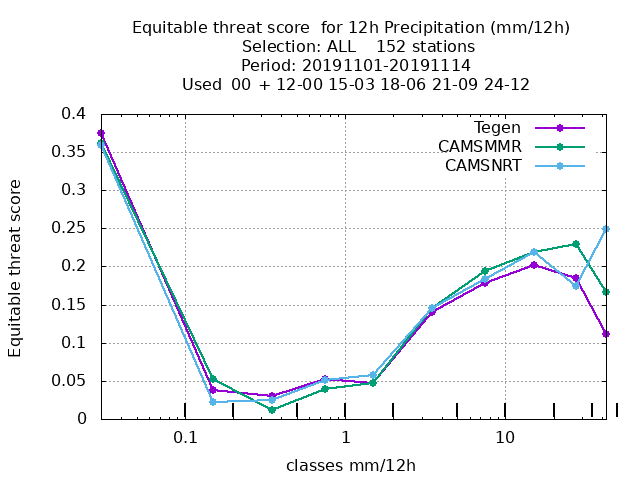 Equitable threat score  for 12h Precipitation (mm/12h)
Selection: ALL    152 stations
Period: 20191101-20191114
Used  00 + 12-00 15-03 18-06 21-09 24-12
Tegen
CAMSMMR
CAMSNRT
0.4
0.35
0.3
0.25
0.2
0.15
0.1
0.05
0
Equitable threat score
0.1 1 10
classes mm/12h